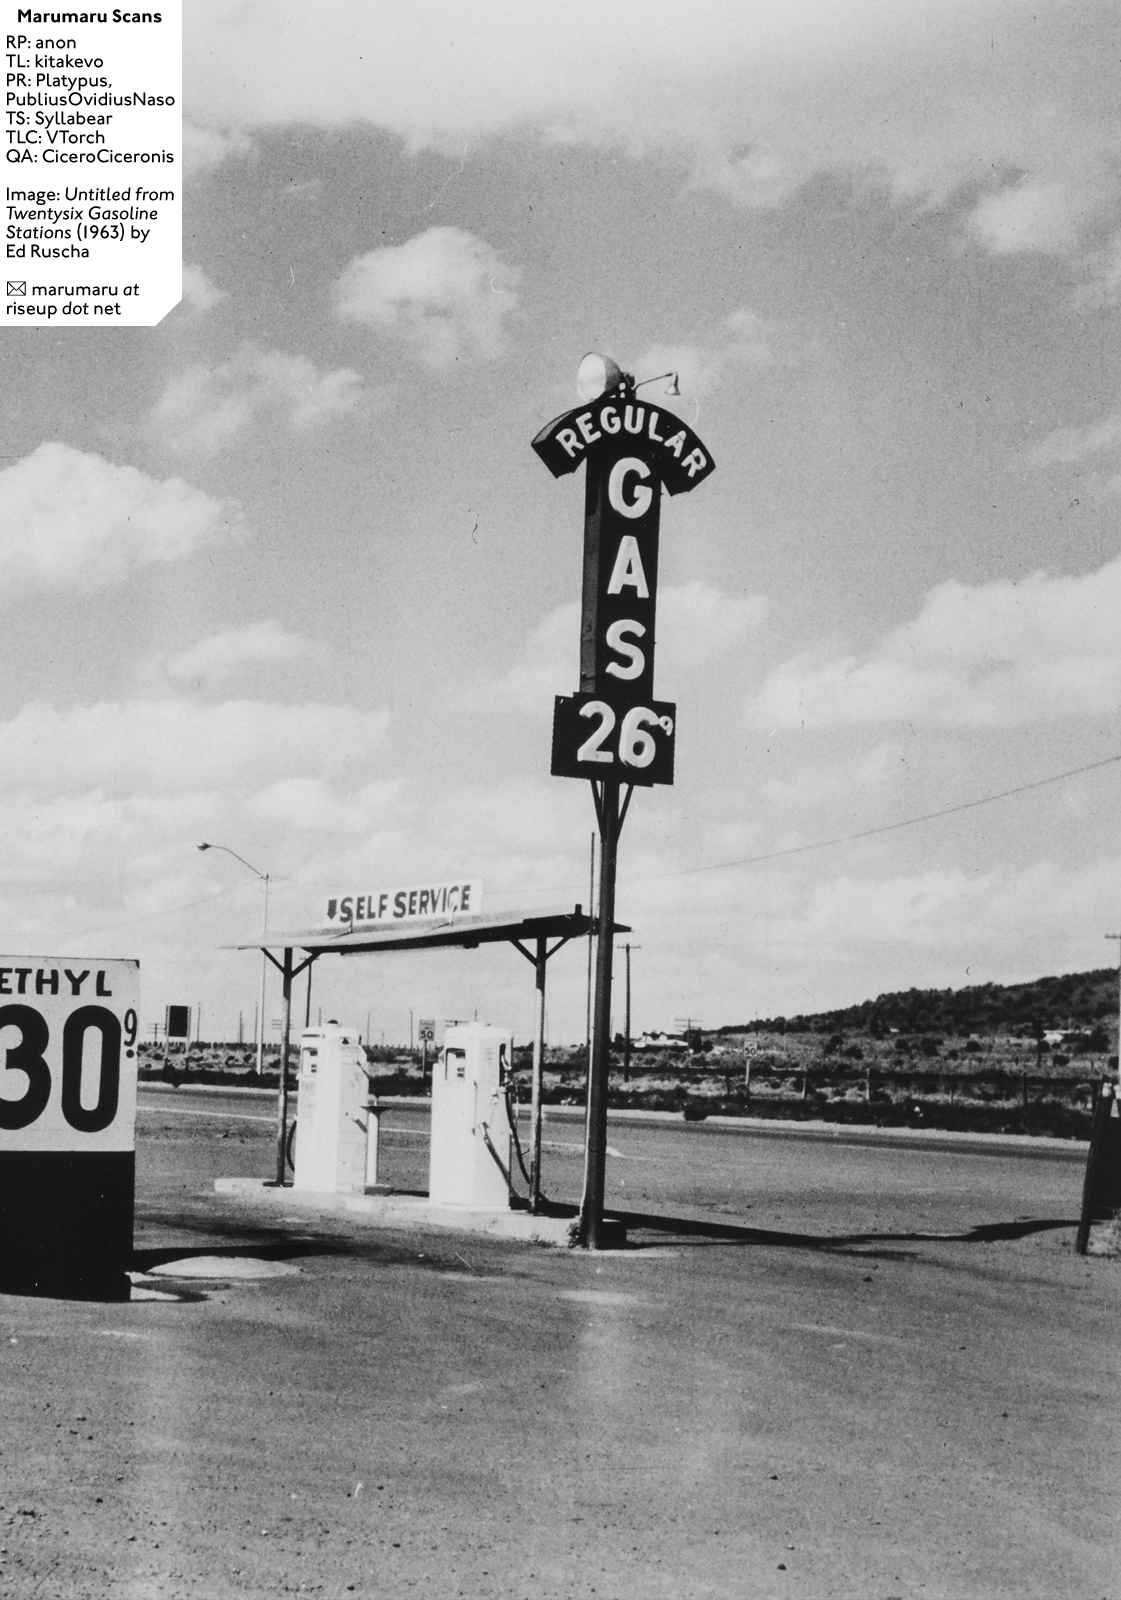 Marumaru Scans
RP: anon
TL: kitakevo
PR: Platypus,
PubliusOvidiusNaso
TS: Syllabear
TLC: VTorch
QA: CiceroCiceronis
Image: Untitled from
Twentysix Gasoline
Stations (1963) by
Ed Ruscha
marumaru at
riseup dot net
REGULAR
GAS
26⁹
SELF SERVICE
ETHYL
30⁹
50
50